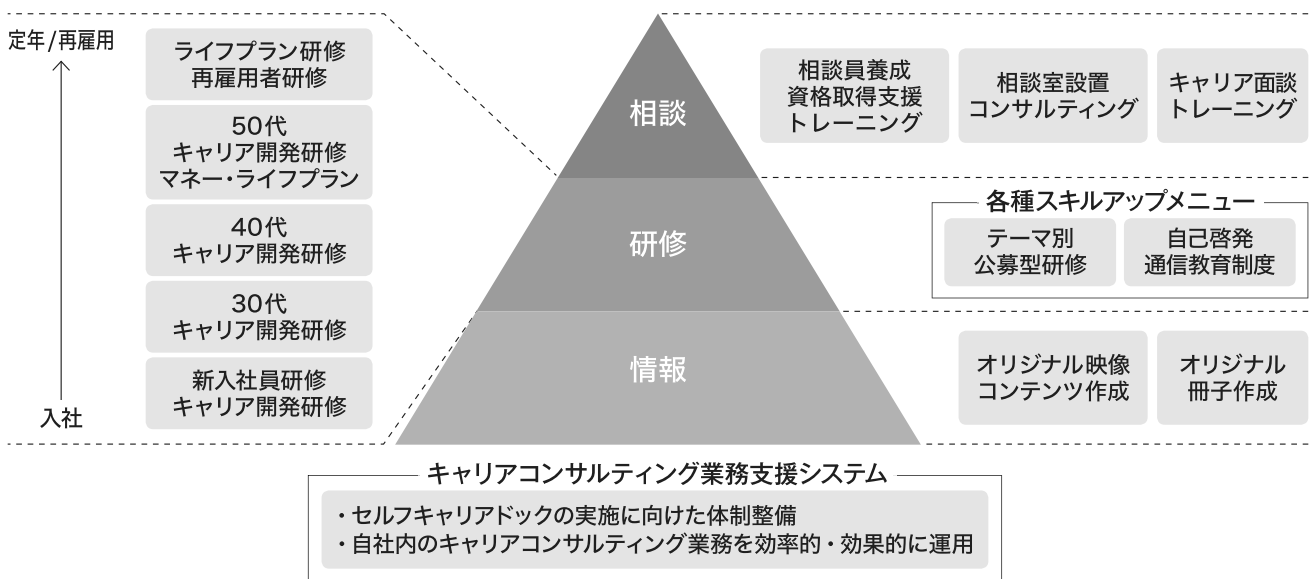 定年/再雇用
ライフプラン研修
再雇用者研修
50代
キャリア開発研修
マネー・ライフプラン
40代
キャリア開発研修
30代
キャリア開発研修
新入社員研修
キャリア開発研修
入社
相談
研修
情報
相談員養成
資格取得支援
トレーニング
相談室設置
コンサルティング
キャリア面談
トレーニング
各種スキルアップメニュー
テーマ別
公募型研修
自己啓発
通信教育制度
オリジナル映像
コンテンツ作成
オリジナル
冊子作成
キャリアコンサルティング業務支援システム
・セルフキャリアドックの実施に向けた体制整備
・自社内のキャリアコンサルティング業務を効率的・効果的に運用